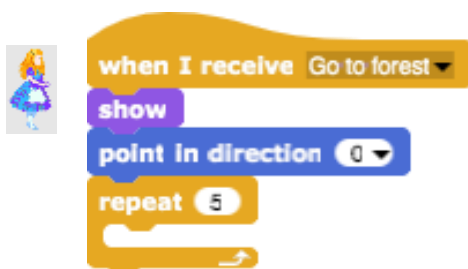 when I receive Go to forest
show
point in direction 0
repeat 5